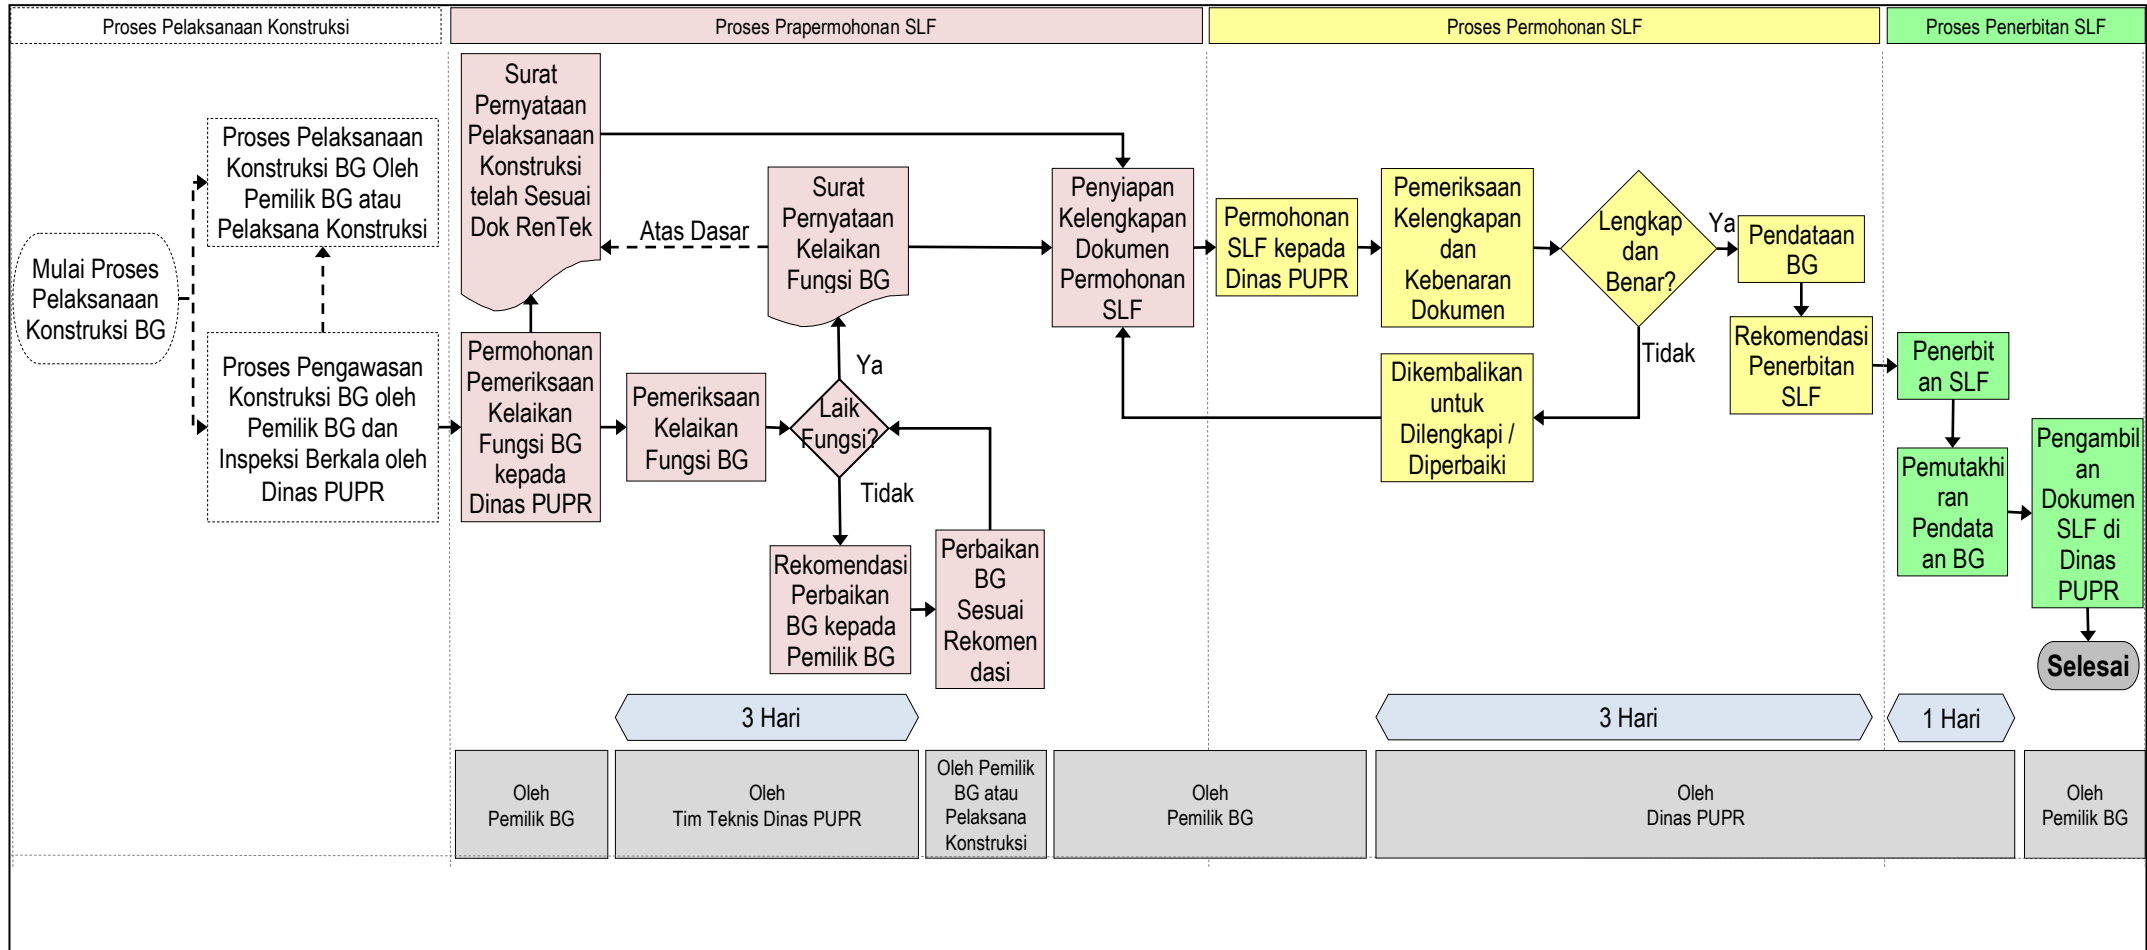 Proses Pelaksanaan Konstruksi
Proses Prapermohonan SLF
Proses Permohonan SLF
Proses Penerbitan SLF
Mulai Proses
Pelaksanaan
Konstruksi BG
Proses Pelaksanaan
Konstruksi BG Oleh
Pemilik BG atau
Pelaksana Konstruksi
Proses Pengawasan
Konstruksi BG oleh
Pemilik BG dan
Inspeksi Berkala oleh
Dinas PUPR
Surat
Pernyataan
Pelaksanaan
Konstruksi
telah Sesuai
Dok RenTek
Permohonan
Pemeriksaan
Kelaikan
Fungsi BG
kepada
Dinas PUPR
Pemeriksaan
Kelaikan
Fungsi BG
Atas Dasar
Surat
Pernyataan
Kelaikan
Fungsi BG
Ya
Laik
Fungsi?
Tidak
Rekomendasi
Perbaikan
BG kepada
Pemilik BG
Perbaikan
BG
Sesuai
Rekomen
dasi
Penyiapan
Kelengkapan
Dokumen
Permohonan
SLF
Permohonan
SLF kepada
Dinas PUPR
Pemeriksaan
Kelengkapan
dan
Kebenaran
Dokumen
Lengkap
dan
Benar?
Ya
Tidak
Dikembalikan
untuk
Dilengkapi /
Diperbaiki
Pendataan
BG
Rekomendasi
Penerbitan
SLF
Penerbit
an SLF
Pemutakhi
ran
Pendata
an BG
Pengambil
an
Dokumen
SLF di
Dinas
PUPR
Selesai
3 Hari
3 Hari
1 Hari
Oleh
Pemilik BG
Oleh
Tim Teknis Dinas PUPR
Oleh Pemilik
BG atau
Pelaksana
Konstruksi
Oleh
Pemilik BG
Oleh
Dinas PUPR
Oleh
Pemilik BG